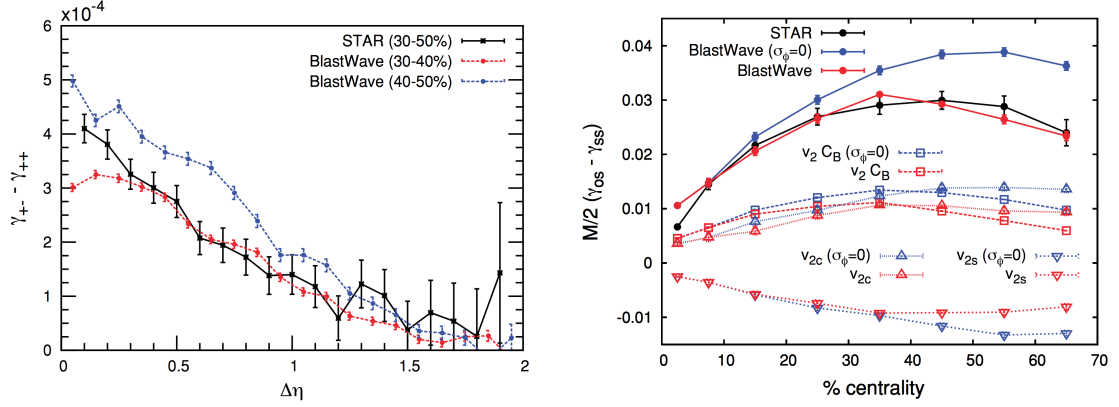 ×10⁻⁴
6
5
4
3
2
1
0
0
0.5
1
1.5
2
γ+- - γ++
Δη
STAR (30-50%)
BlastWave (30-40%)
BlastWave (40-50%)
0.04
0.03
0.02
0.01
0
-0.01
0
10
20
30
40
50
60
70
M/2 (γos - γss)
% centrality
STAR
BlastWave (σϕ=0)
BlastWave
v2 CB (σϕ=0)
v2 CB
v2c (σϕ=0)
v2c
v2s (σϕ=0)
v2s